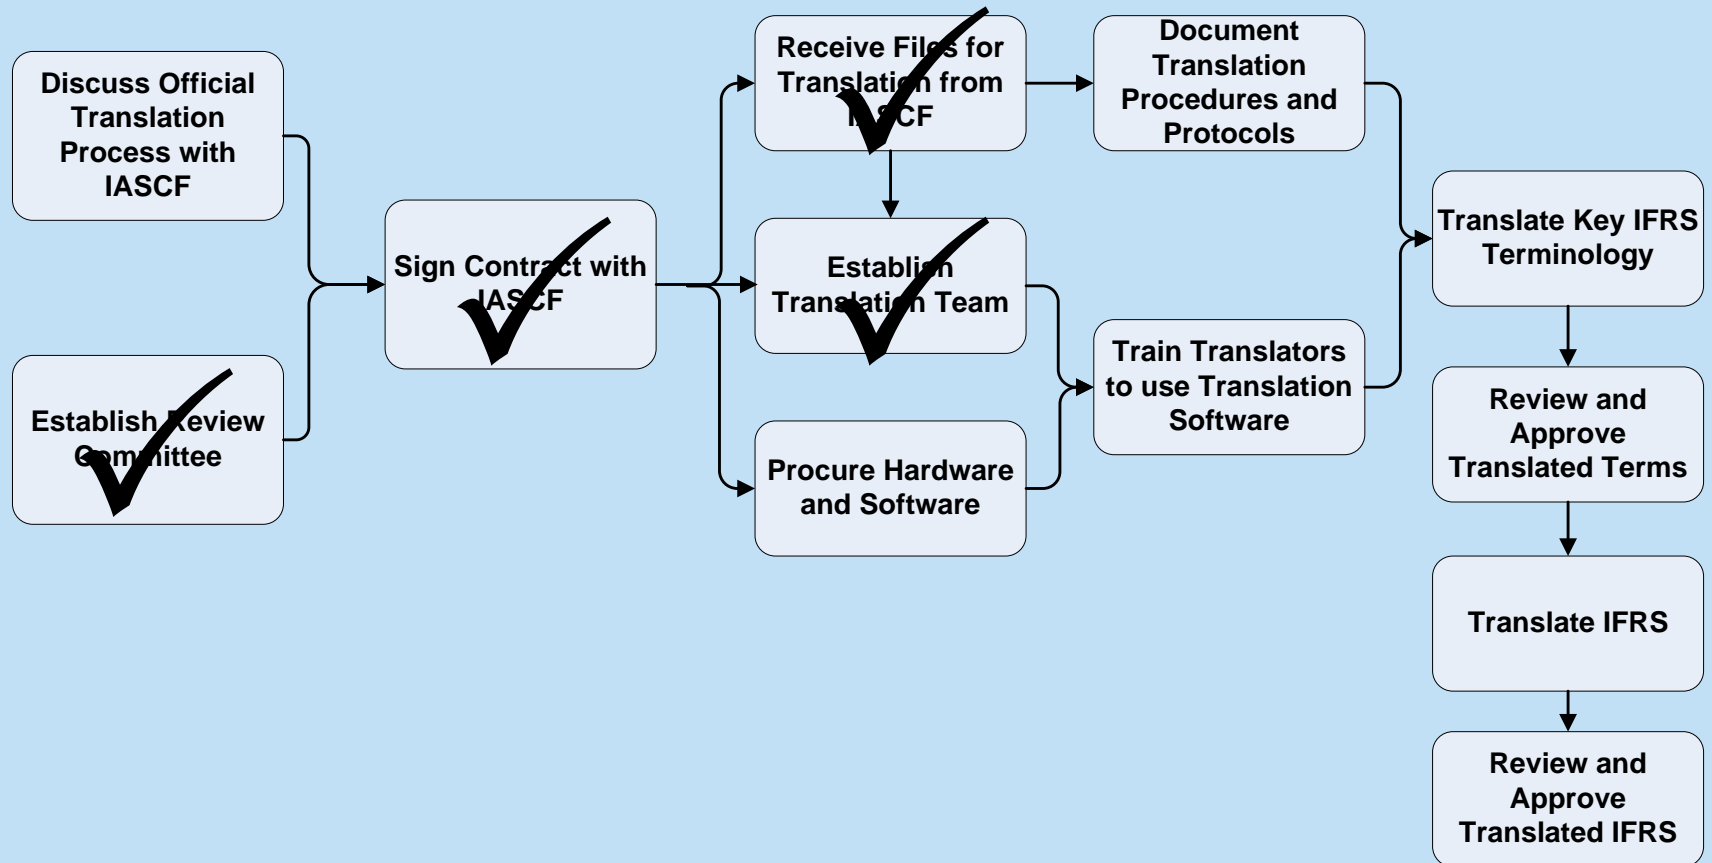 Discuss Official
Translation
Process with
IASCF
Establish Review
Committee
Sign Contract with
IASCF
Receive Files for
Translation from
IASCF
Establish
Translation Team
Procure Hardware
and Software
Document
Translation
Procedures and
Protocols
Train Translators
to use Translation
Software
Translate Key IFRS
Terminology
Review and
Approve
Translated Terms
Translate IFRS
Review and
Approve
Translated IFRS